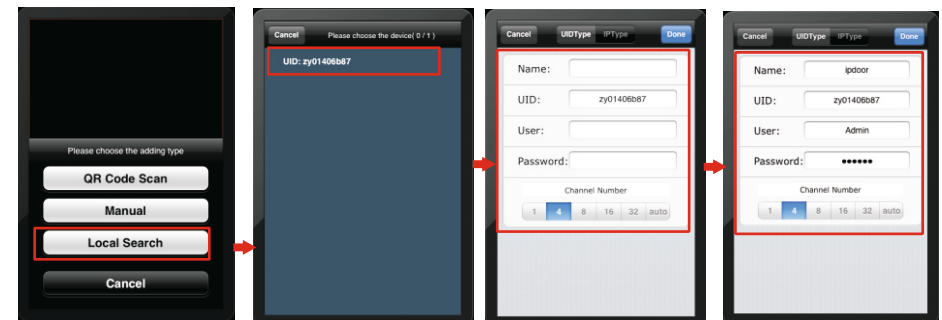 Please choose the adding type
QR Code Scan
Manual
Local Search
Cancel
Cancel Please choose the device( 0 / 1 )
UID: zy01406b87
Cancel UIDType IPType Done
Name:
UID: zy01406b87
User:
Password:
Channel Number
1 4 8 16 32 auto
Cancel UIDType IPType Done
Name: ipdoor
UID: zy01406b87
User: Admin
Password: ••••••
Channel Number
1 4 8 16 32 auto